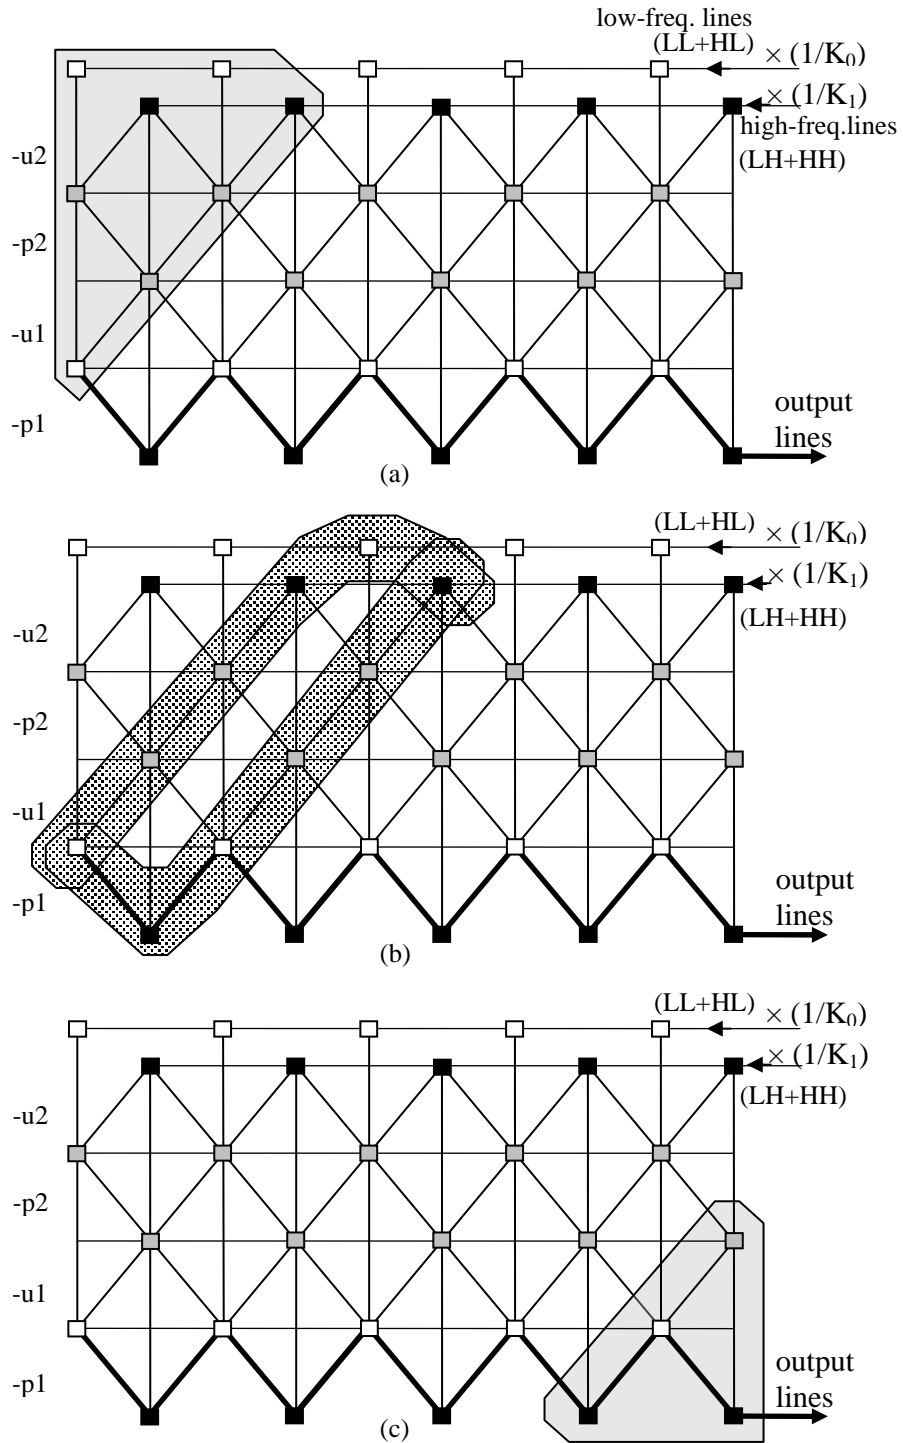 low-freq. lines
(LL+HL)
× (1/K0)
× (1/K1)
high-freq.lines
(LH+HH)
-u2
-p2
-u1
-p1
output
lines
(a)
(LL+HL)
× (1/K0)
× (1/K1)
(LH+HH)
-u2
-p2
-u1
-p1
output
lines
(b)
(LL+HL)
× (1/K0)
× (1/K1)
(LH+HH)
-u2
-p2
-u1
-p1
output
lines
(c)